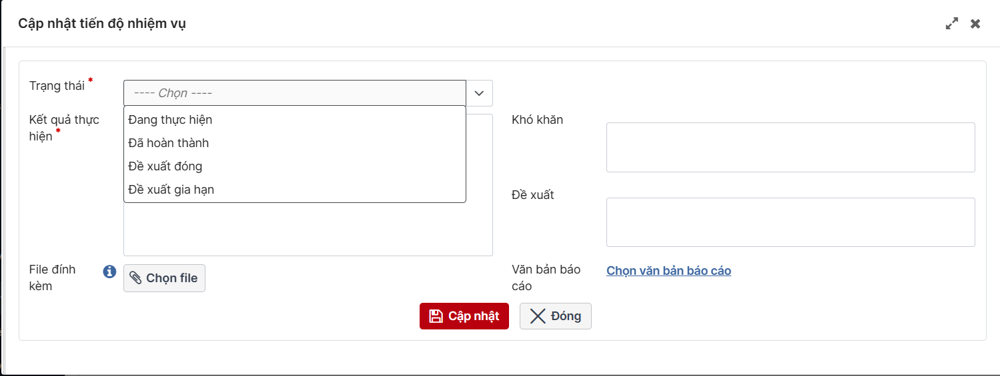 Cập nhật tiến độ nhiệm vụ
Trạng thái *
---- Chọn ----
Đang thực hiện
Đã hoàn thành
Đề xuất đóng
Đề xuất gia hạn
Kết quả thực
hiện *
Khó khăn
Đề xuất
File đính
kèm
Chọn file
Văn bản báo
cáo
Chọn văn bản báo cáo
Cập nhật
Đóng